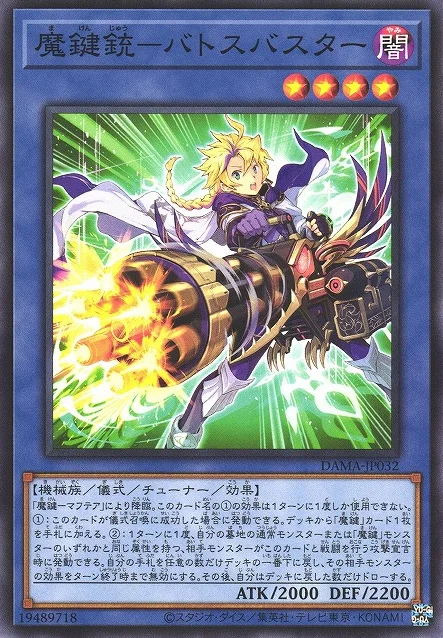 魔鍵銃－バトスバスター 闇
DAMA-JP032
【機械族／儀式／チューナー／効果】
「魔鍵－マフテア」により降臨。このカード名の①の効果は1ターンに1度しか使用できない。
①：このカードが儀式召喚に成功した場合に発動できる。デッキから「魔鍵」カード1枚
を手札に加える。②：1ターンに1度、自分の墓地の通常モンスターまたは「魔鍵」モン
スターのいずれかと同じ属性を持つ、相手モンスターがこのカードと戦闘を行う攻撃宣言
時に発動できる。自分の手札を任意の数だけデッキの一番下に戻し、その相手モンスター
の効果をターン終了時まで無効にする。その後、自分はデッキに戻した数だけドローする。
ATK/2000 DEF/2200
19489718 ©スタジオ・ダイス／集英社・テレビ東京・KONAMI